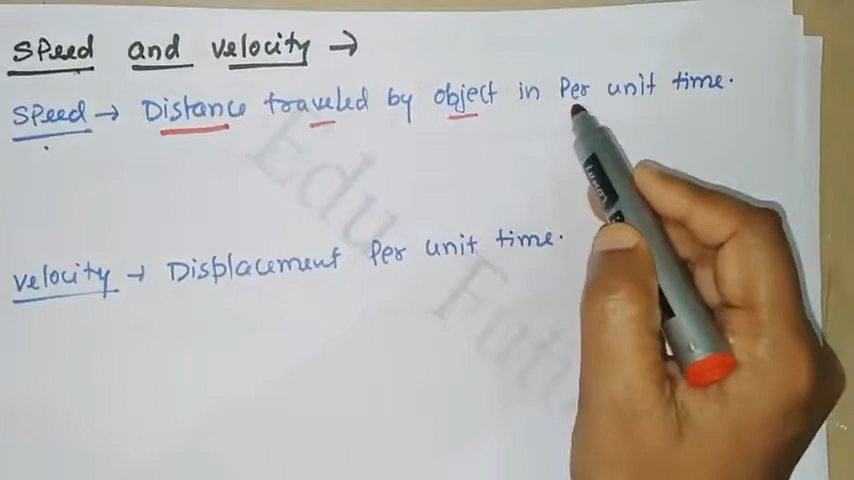 Speed and velocity →
Speed → Distance traveled by object in Per unit time.
velocity → Displacement Per unit time.
Edu Futu
luxor